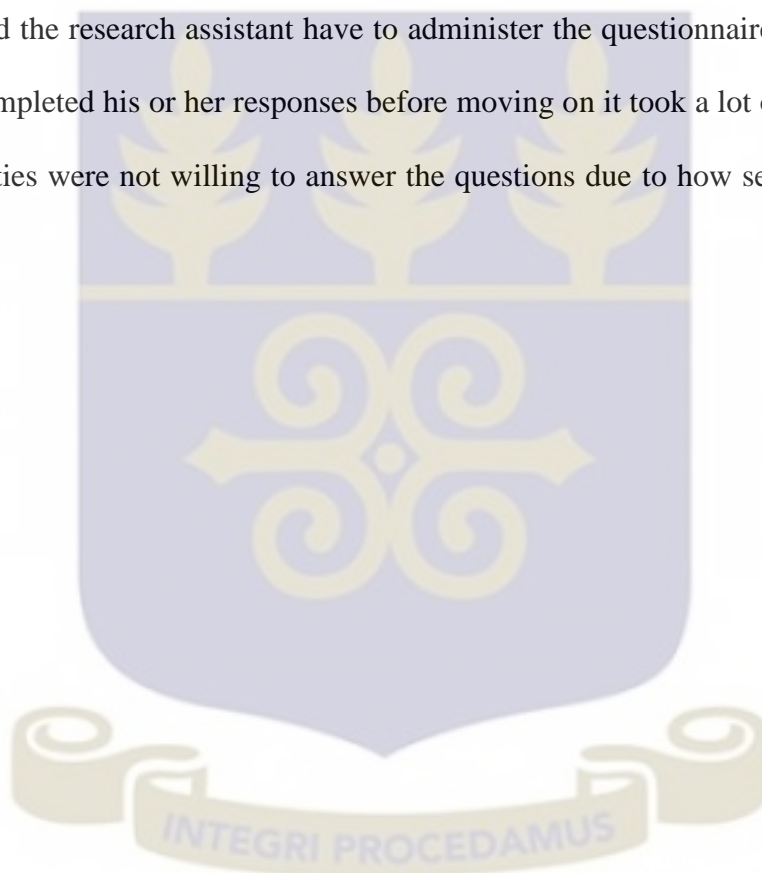 d the research assistant have to administer the questionnaire
mpleted his or her responses before moving on it took a lot
ties were not willing to answer the questions due to how se
INTEGRI PROCEDAMUS